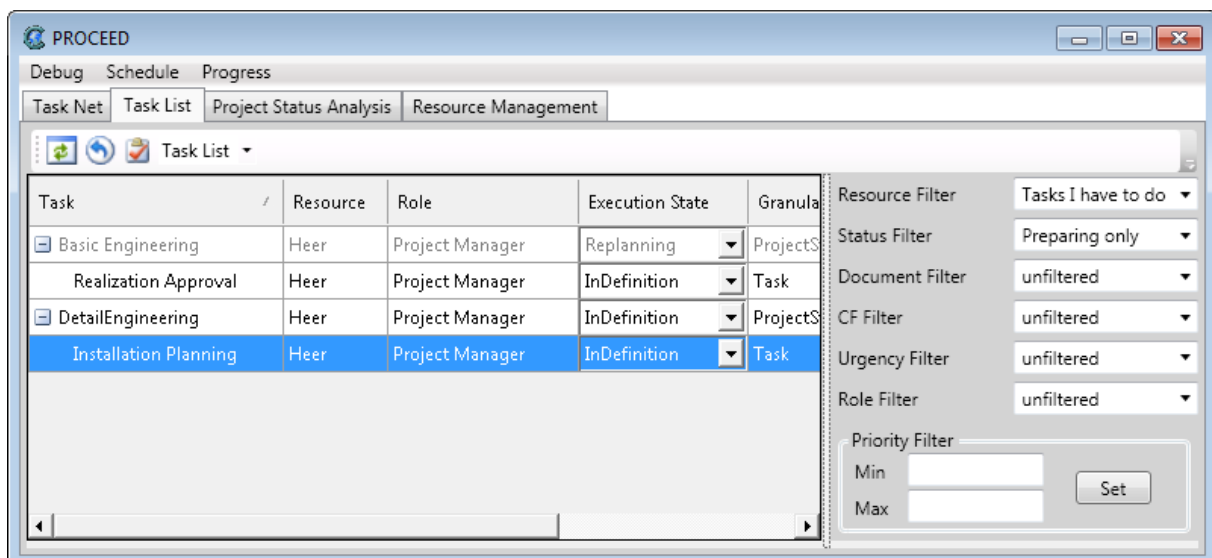 PROCEED
Debug Schedule Progress
Task Net Task List Project Status Analysis Resource Management
Task List
Task Resource Role Execution State Granula
Basic Engineering Heer Project Manager Replanning ProjectS
Realization Approval Heer Project Manager InDefinition Task
DetailEngineering Heer Project Manager InDefinition ProjectS
Installation Planning Heer Project Manager InDefinition Task
Resource Filter Tasks I have to do
Status Filter Preparing only
Document Filter unfiltered
CF Filter unfiltered
Urgency Filter unfiltered
Role Filter unfiltered
Priority Filter
Min
Set
Max